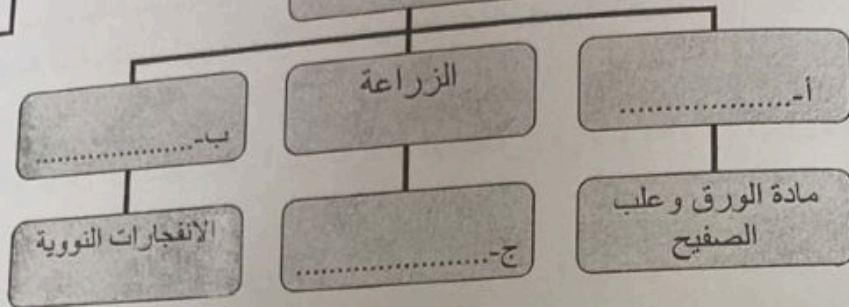 أ-...................
الزراعة
ب-.....................
مادة الورق وعلب
الصفيح
ج-.....................
الانفجارات النووية